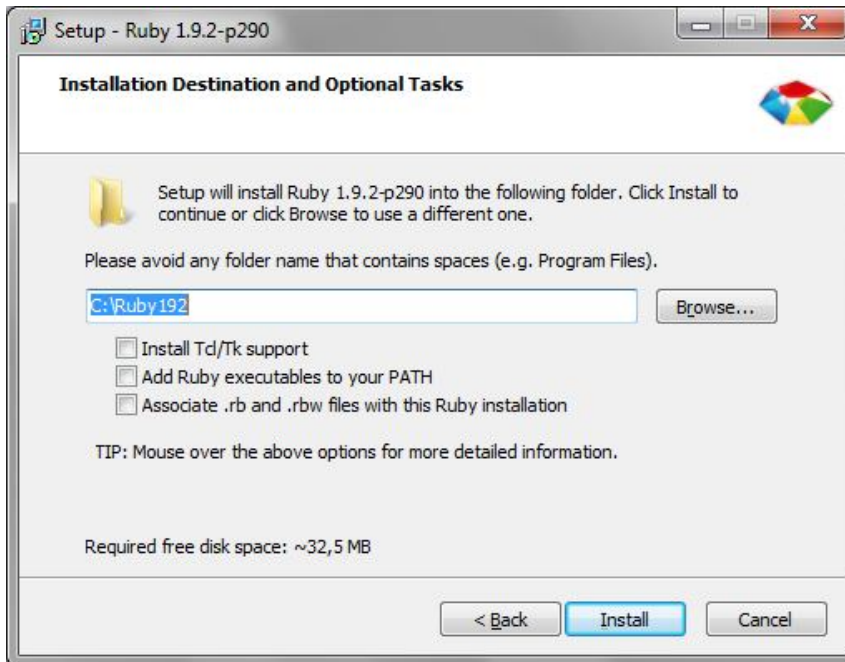 Setup - Ruby 1.9.2-p290
Installation Destination and Optional Tasks
Setup will install Ruby 1.9.2-p290 into the following folder. Click Install to
continue or click Browse to use a different one.
Please avoid any folder name that contains spaces (e.g. Program Files).
C:\Ruby192
Browse...
Install Tcl/Tk support
Add Ruby executables to your PATH
Associate .rb and .rbw files with this Ruby installation
TIP: Mouse over the above options for more detailed information.
Required free disk space: ~32,5 MB
< Back Install Cancel